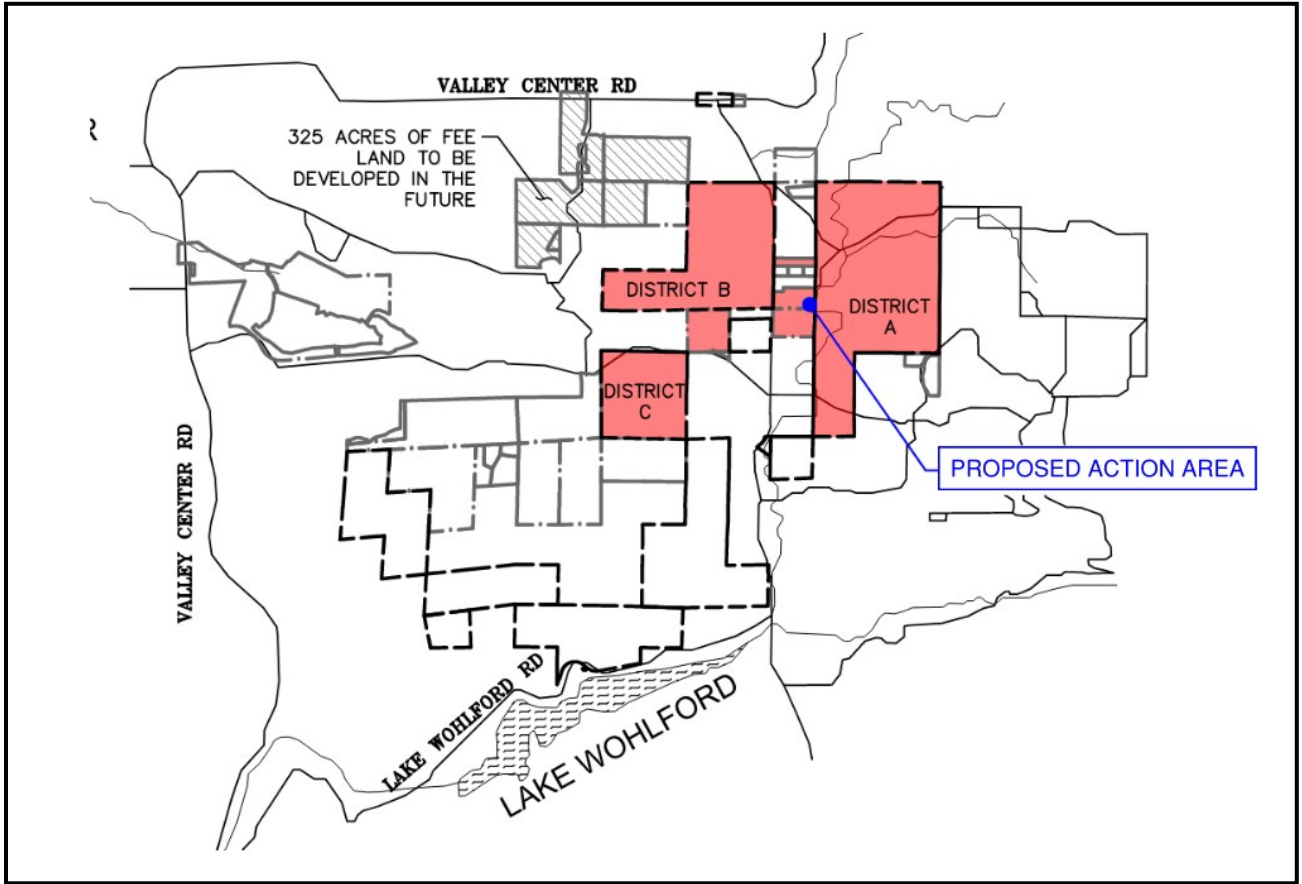 VALLEY CENTER RD
R
325 ACRES OF FEE
LAND TO BE
DEVELOPED IN THE
FUTURE
DISTRICT B
DISTRICT
A
DISTRICT
C
PROPOSED ACTION AREA
VALLEY CENTER RD
LAKE WOHLFORD RD
LAKE WOHLFORD